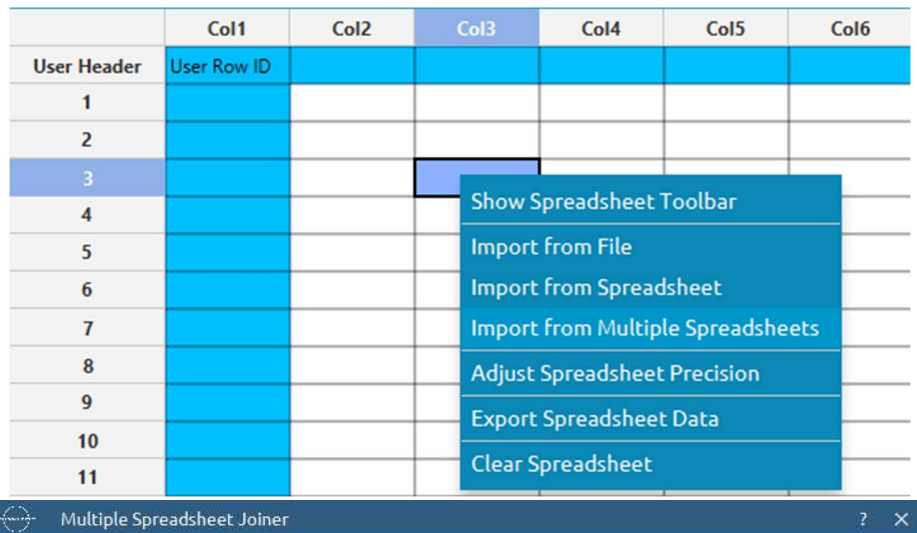 Col1 Col2 Col3 Col4 Col5 Col6
User Header User Row ID
1
2
3
Show Spreadsheet Toolbar
4
5
Import from File
6
Import from Spreadsheet
7
Import from Multiple Spreadsheets
8
Adjust Spreadsheet Precision
9
Export Spreadsheet Data
10
Clear Spreadsheet
11
Multiple Spreadsheet Joiner ? ×